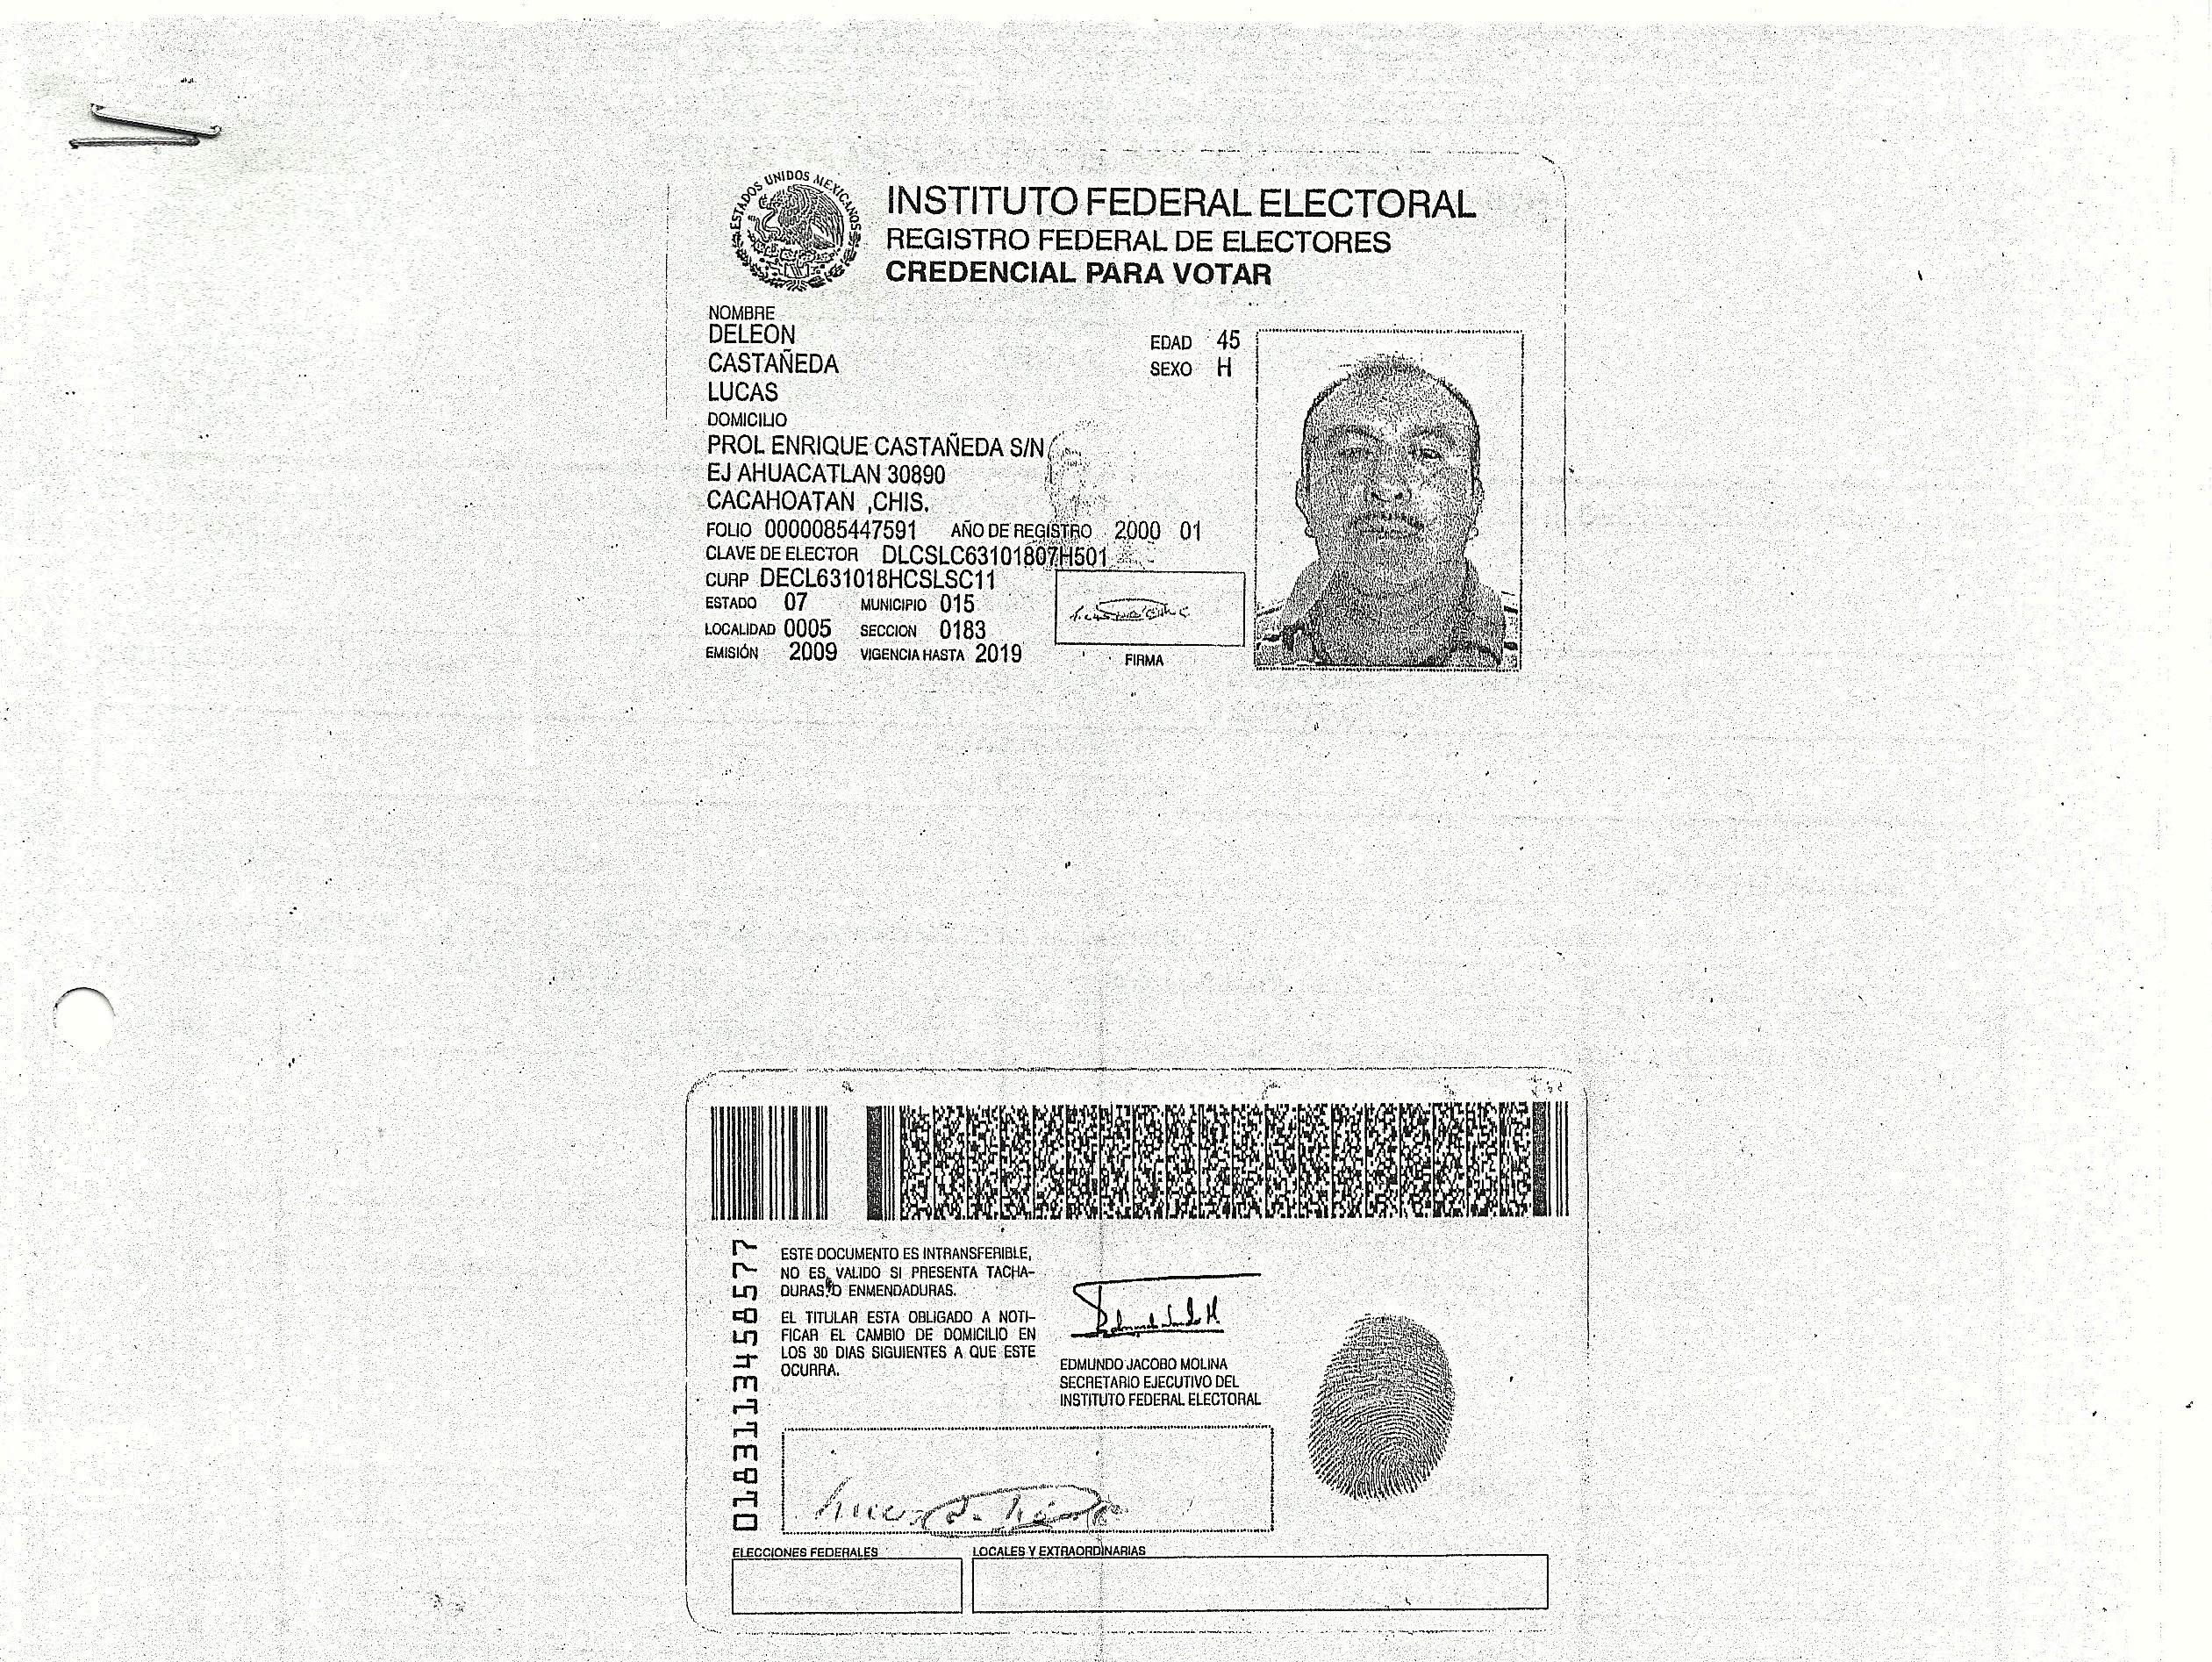 ESTADOS UNIDOS MEXICANOS
INSTITUTO FEDERAL ELECTORAL
REGISTRO FEDERAL DE ELECTORES
CREDENCIAL PARA VOTAR
NOMBRE
DELEON
CASTAÑEDA
LUCAS
EDAD 45
SEXO H
DOMICILIO
PROL ENRIQUE CASTAÑEDA S/N
EJ AHUACATLAN 30890
CACAHOATAN ,CHIS.
FOLIO 0000085447591 AÑO DE REGISTRO 2000 01
CLAVE DE ELECTOR DLCSLC63101807H501
CURP DECL631018HCSLSC11
ESTADO 07 MUNICIPIO 015
LOCALIDAD 0005 SECCION 0183
EMISIÓN 2009 VIGENCIA HASTA 2019
FIRMA
0183113458577
ESTE DOCUMENTO ES INTRANSFERIBLE,
NO ES VALIDO SI PRESENTA TACHA-
DURAS O ENMENDADURAS.
EL TITULAR ESTA OBLIGADO A NOTI-
FICAR EL CAMBIO DE DOMICILIO EN
LOS 30 DIAS SIGUIENTES A QUE ESTE
OCURRA.
EDMUNDO JACOBO MOLINA
SECRETARIO EJECUTIVO DEL
INSTITUTO FEDERAL ELECTORAL
ELECCIONES FEDERALES
LOCALES Y EXTRAORDINARIAS